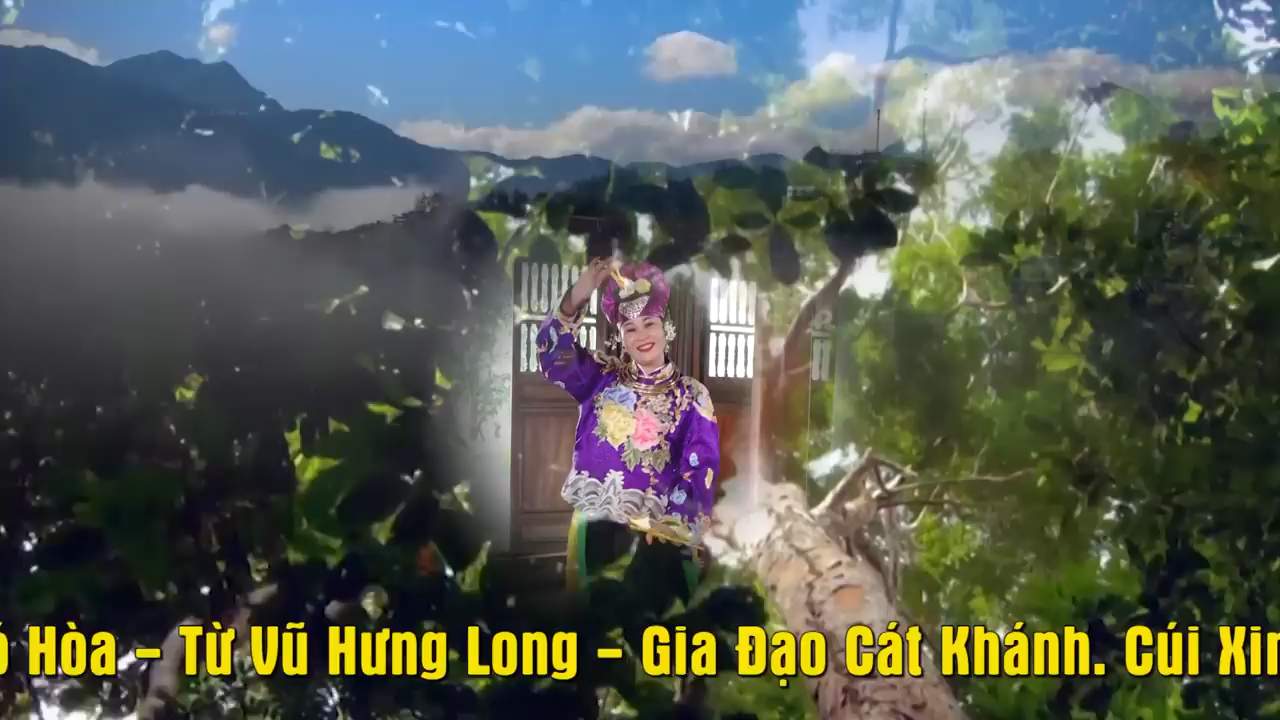 Hòa – Từ Vũ Hưng Long – Gia Đạo Cát Khánh. Cúi